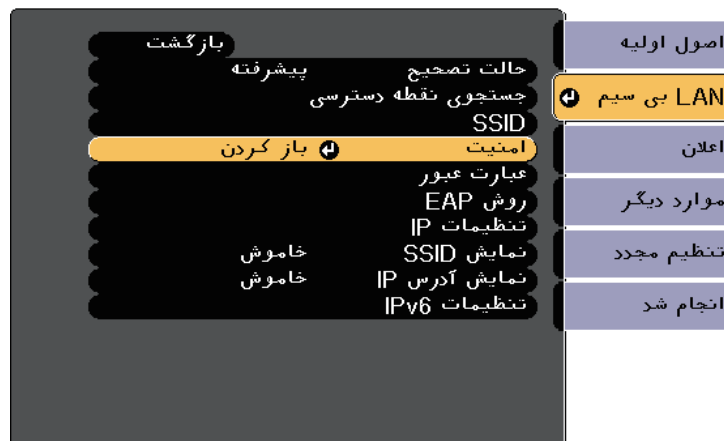 بازگشت
حالت تصحیح پیشرفته
جستجوی نقطه دسترسی
SSID
امنیت باز کردن
عبارت عبور
روش EAP
تنظیمات IP
نمایش SSID خاموش
نمایش آدرس IP خاموش
تنظیمات IPv6
اصول اولیه
LAN بی سیم
اعلان
موارد دیگر
تنظیم مجدد
انجام شد